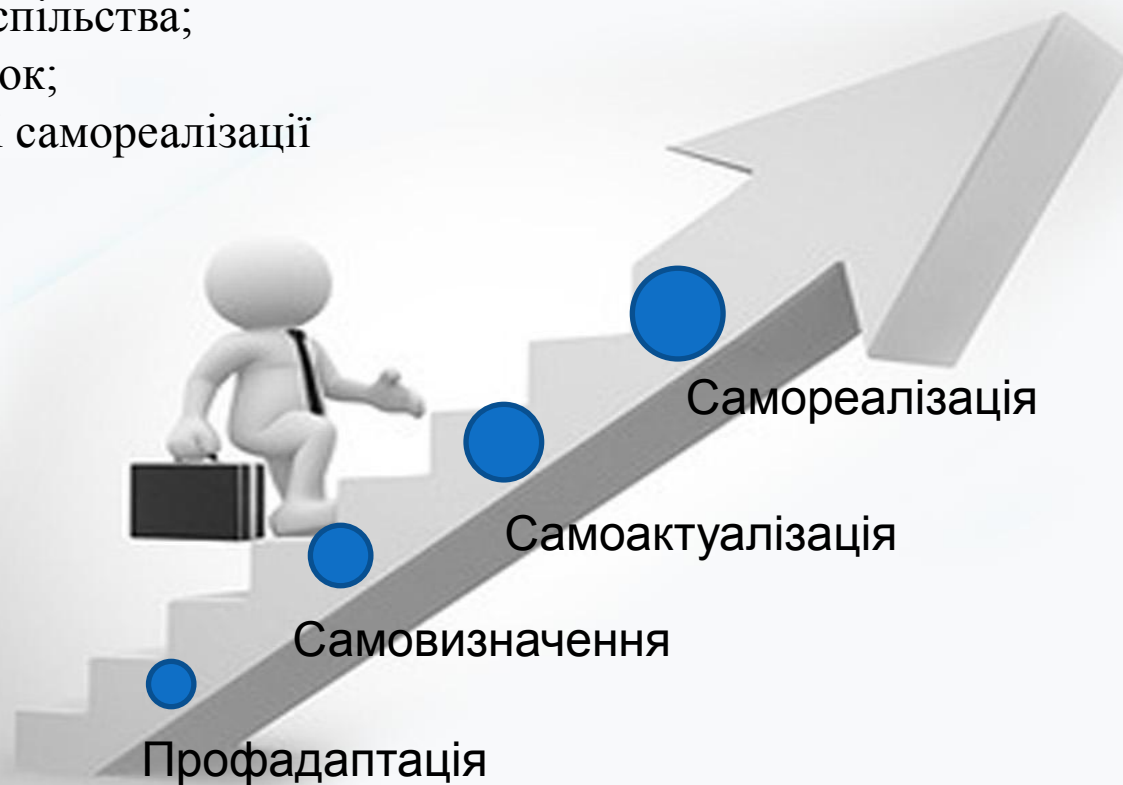 спільства;
ок;
самореалізації
Самореалізація
Самоактуалізація
Самовизначення
Профадаптація